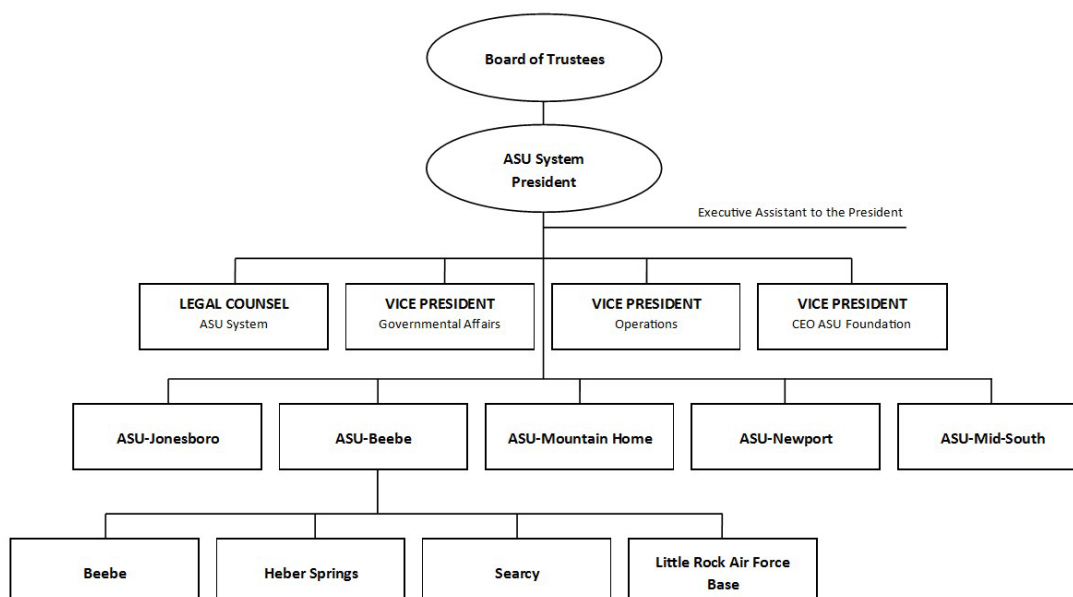 Board of Trustees
ASU System
President
Executive Assistant to the President
LEGAL COUNSEL
ASU System
VICE PRESIDENT
Governmental Affairs
VICE PRESIDENT
Operations
VICE PRESIDENT
CEO ASU Foundation
ASU-Jonesboro
ASU-Beebe
ASU-Mountain Home
ASU-Newport
ASU-Mid-South
Beebe
Heber Springs
Searcy
Little Rock Air Force
Base